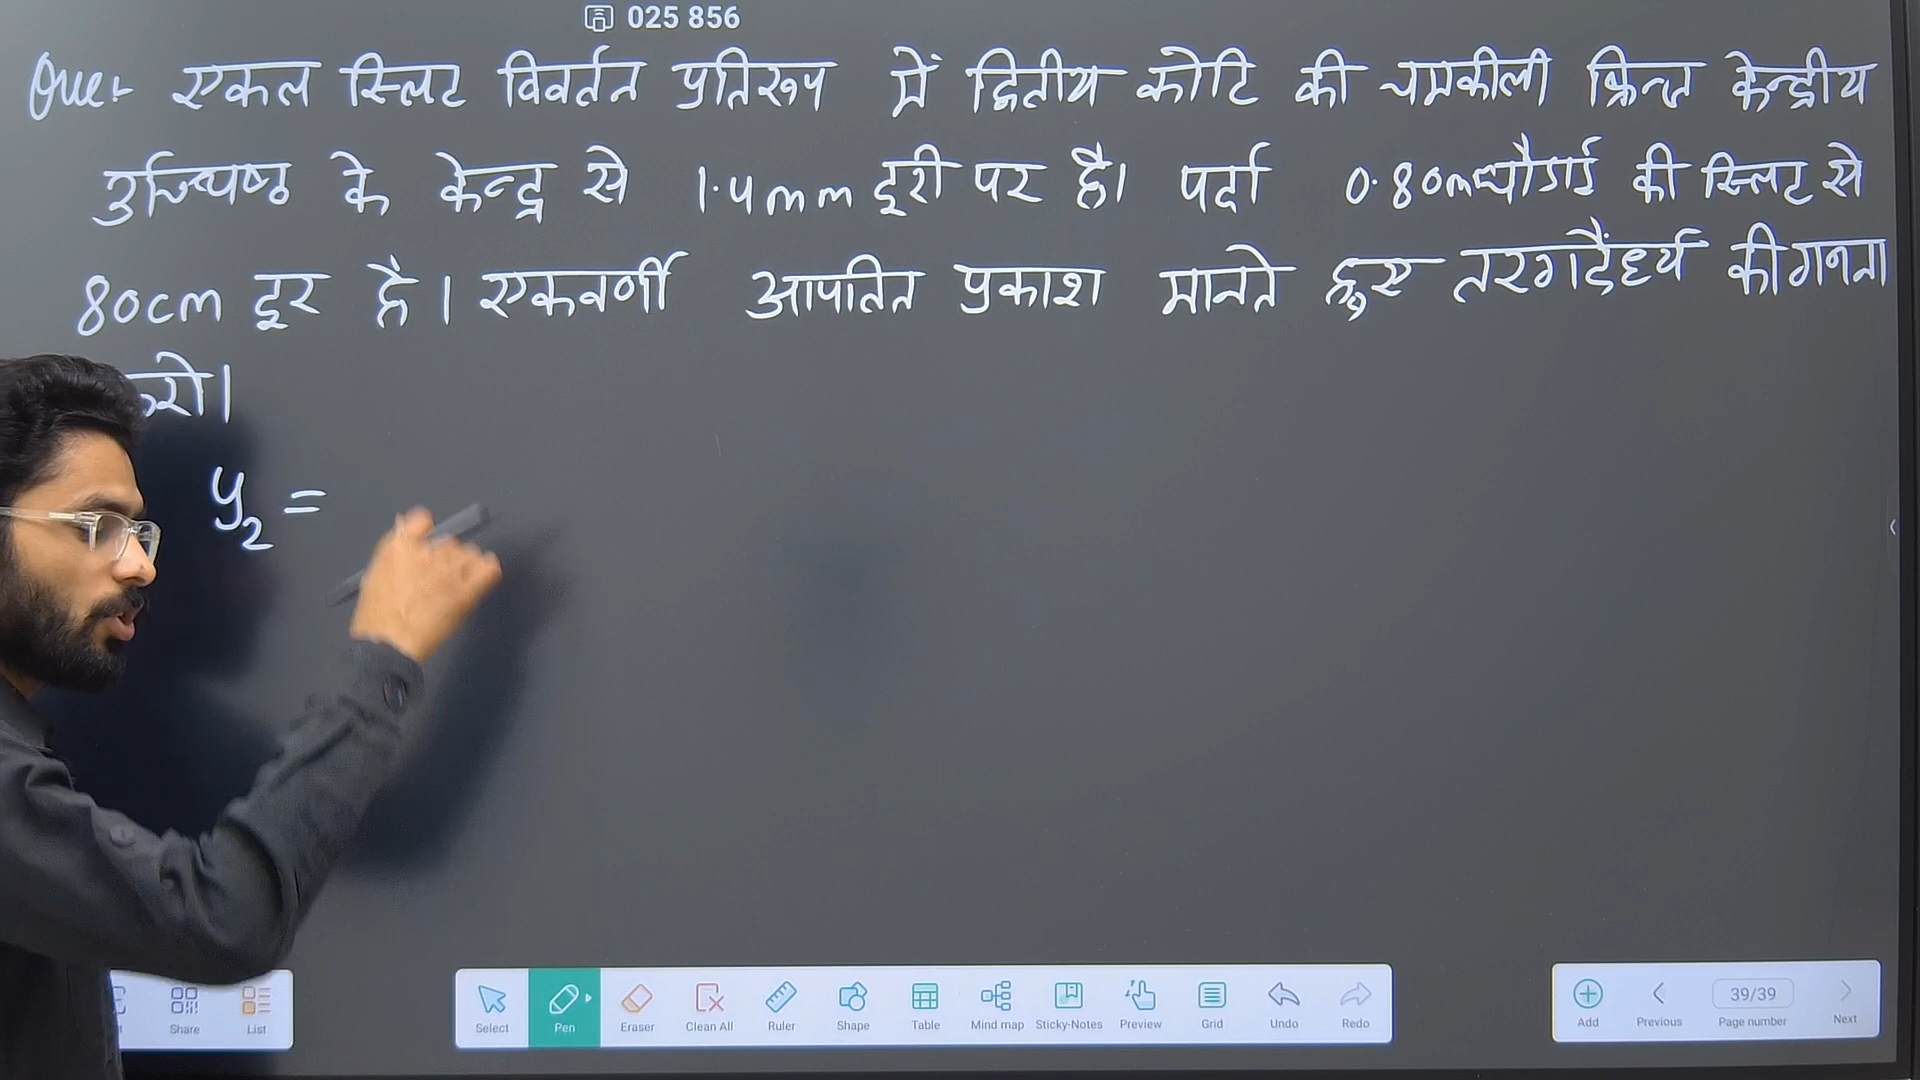 025 856
Que:- एकल स्लिट विवर्तन प्रतिरूप में द्वितीय कोटि की चमकीली फ्रिन्ज केन्द्रीय
उच्चिष्ठ के केन्द्र से 1.4mm दूरी पर है। पर्दा 0.80mm चौडाई की स्लिट से
80cm दूर है। एकवर्णी आपतित प्रकाश मानते हुए तरंगदैर्ध्य की गणना
करो।
y2 =
Share List
Select Pen Eraser Clean All Ruler Shape Table Mind map Sticky-Notes Preview Grid Undo Redo
Add Previous 39/39 Page number Next